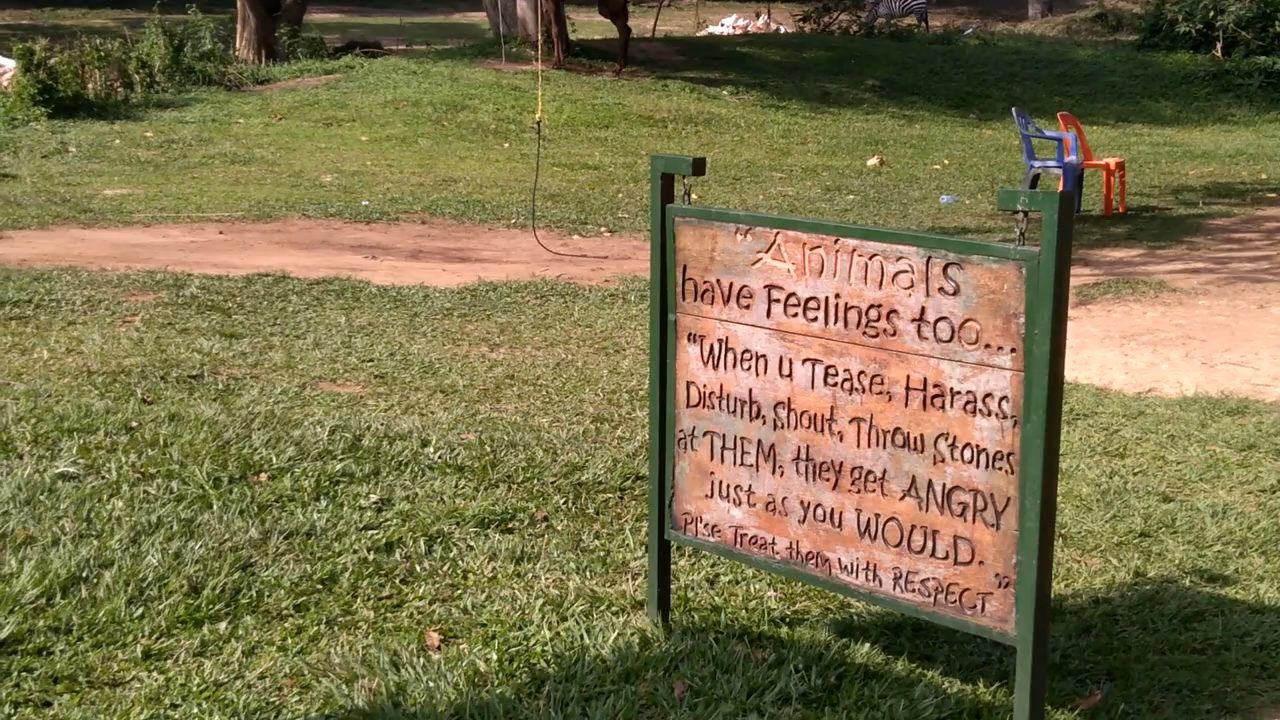 “Animals
have Feelings too...
“When u Tease, Harass,
Disturb, Shout, Throw Stones
at THEM, they get ANGRY
just as you WOULD.
Pl'se Treat them with RESPECT”